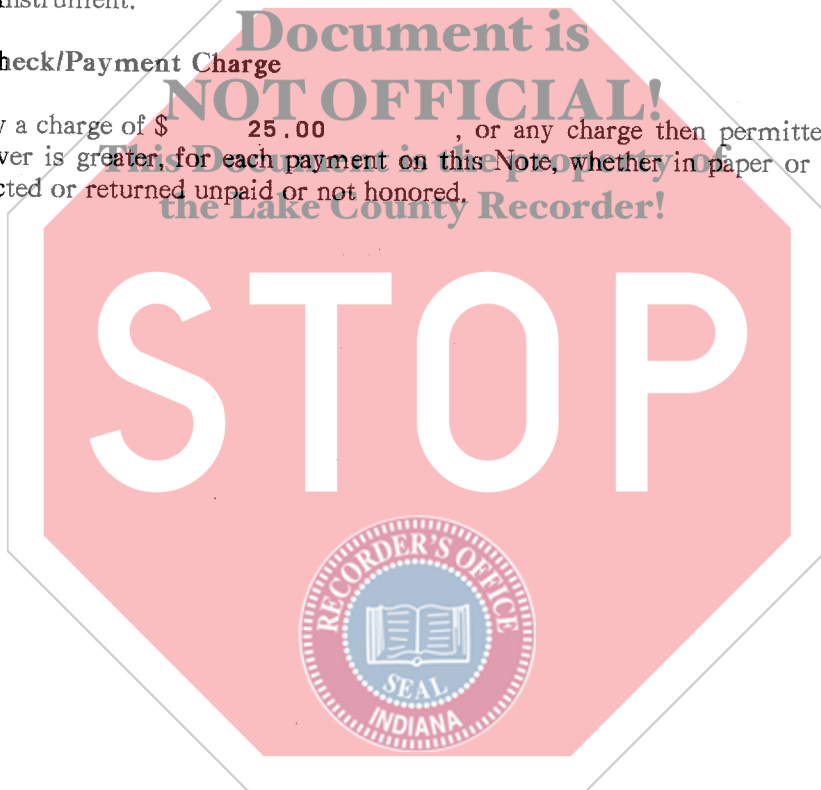 nstrument.
Document is
heck/Payment Charge
NOT OFFICIAL!
a charge of $ 25.00 , or any charge then permitte
This Document is the property of
ver is greater, for each payment on this Note, whether in paper or
cted or returned unpaid or not honored.
the Lake County Recorder!
STOP
RECORDER'S OFFICE
SEAL
INDIANA